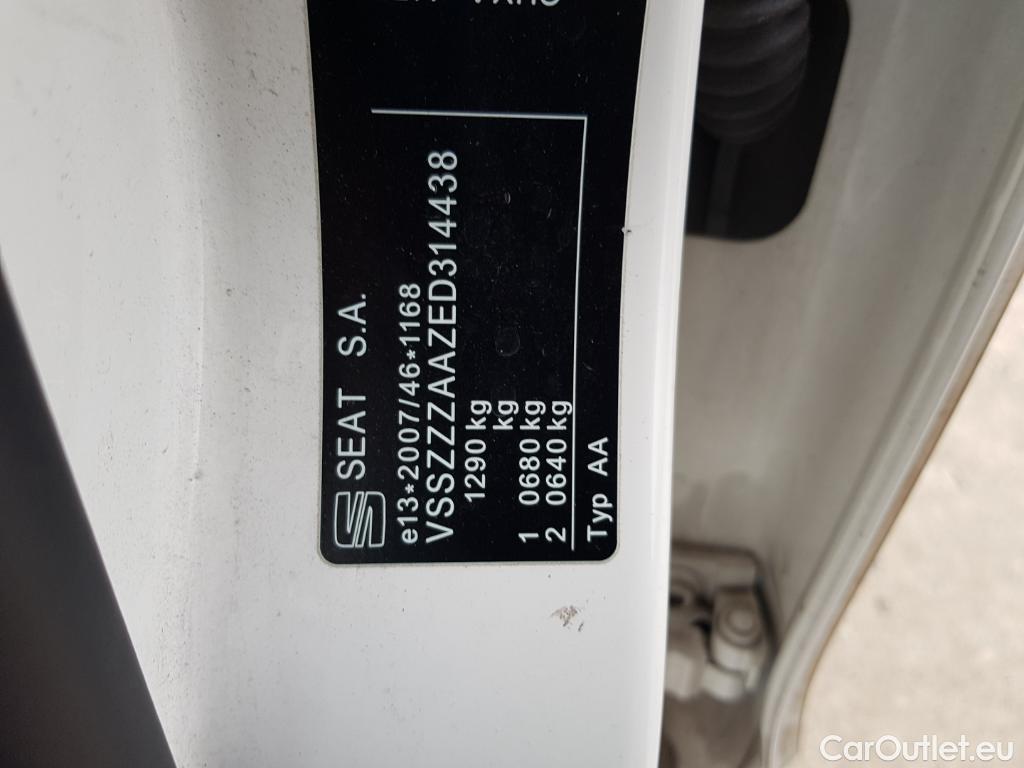 SEAT S.A.
e13*2007/46*1168
VSSZZZAAZED314438
1290 kg
kg
1 0680 kg
2 0640 kg
Typ AA
CarOutlet.eu